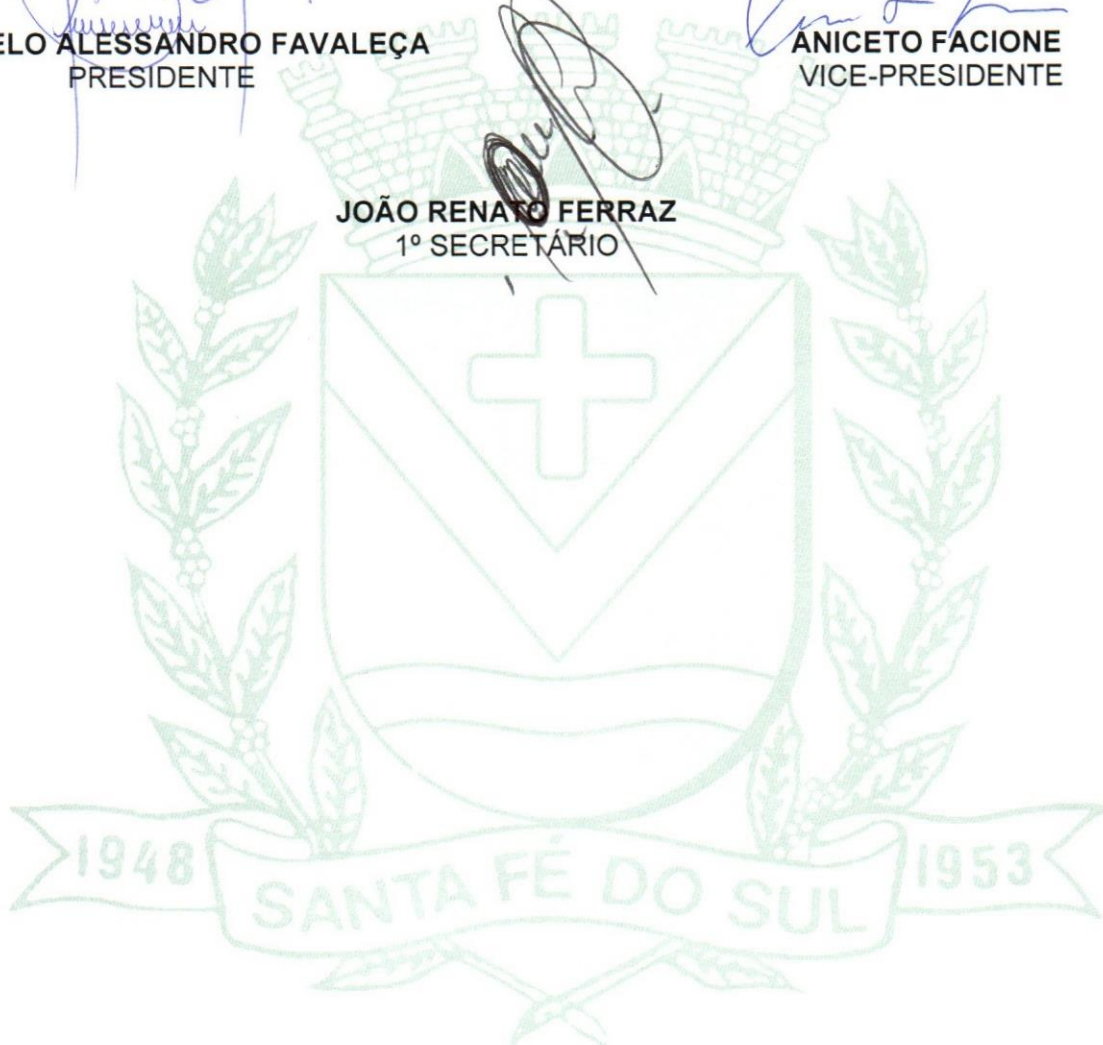 ELO ALESSANDRO FAVALEÇA
PRESIDENTE
ANICETO FACIONE
VICE-PRESIDENTE
JOÃO RENATO FERRAZ
1º SECRETÁRIO
1948
SANTA FÉ DO SUL
1953